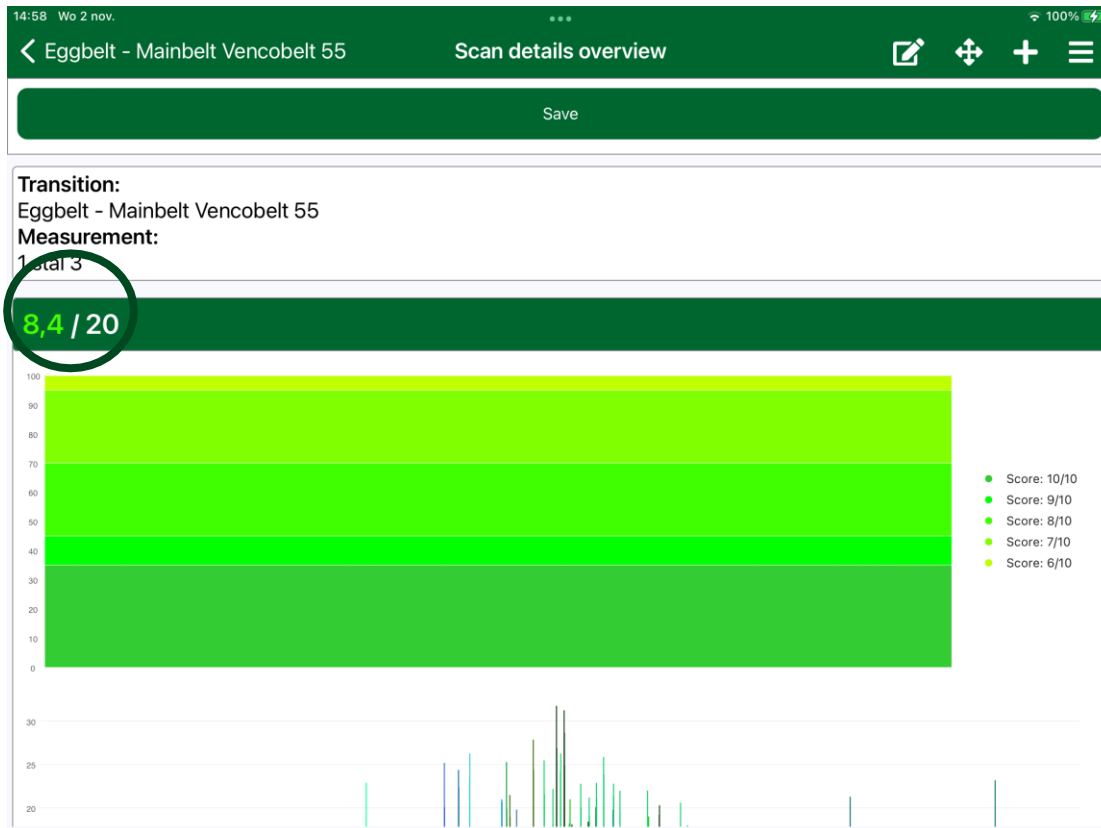 14:58 Wo 2 nov.
100%
Eggbelt - Mainbelt Vencobelt 55
Scan details overview
Save
Transition:
Eggbelt - Mainbelt Vencobelt 55
Measurement:
1 stal 3
8,4 / 20
100
90
80
70
60
50
40
30
20
10
0
Score: 10/10
Score: 9/10
Score: 8/10
Score: 7/10
Score: 6/10
30
25
20